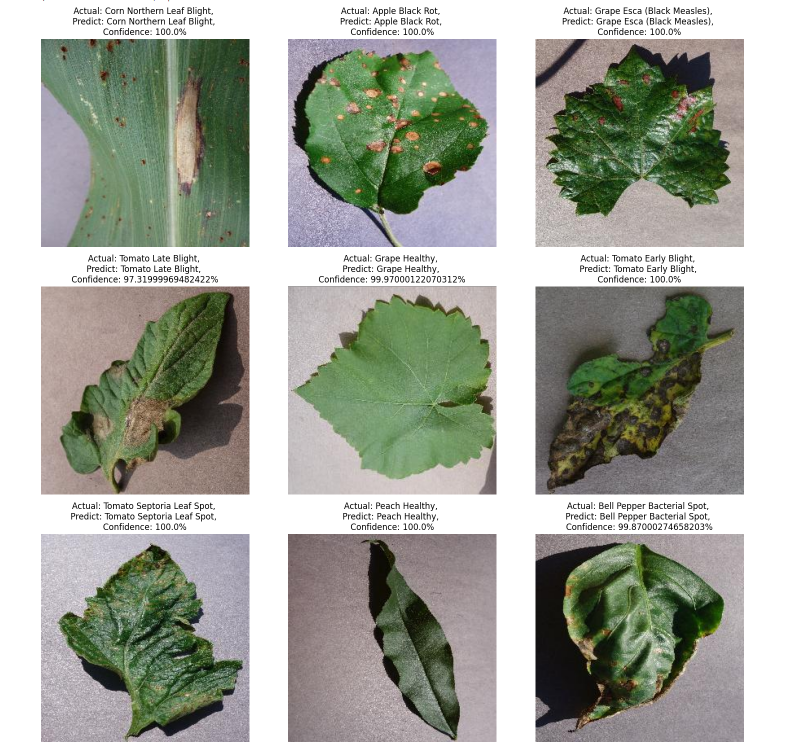 Actual: Corn Northern Leaf Blight,
Predict: Corn Northern Leaf Blight,
Confidence: 100.0%
Actual: Apple Black Rot,
Predict: Apple Black Rot,
Confidence: 100.0%
Actual: Grape Esca (Black Measles),
Predict: Grape Esca (Black Measles),
Confidence: 100.0%
Actual: Tomato Late Blight,
Predict: Tomato Late Blight,
Confidence: 97.31999969482422%
Actual: Grape Healthy,
Predict: Grape Healthy,
Confidence: 99.97000122070312%
Actual: Tomato Early Blight,
Predict: Tomato Early Blight,
Confidence: 100.0%
Actual: Tomato Septoria Leaf Spot,
Predict: Tomato Septoria Leaf Spot,
Confidence: 100.0%
Actual: Peach Healthy,
Predict: Peach Healthy,
Confidence: 100.0%
Actual: Bell Pepper Bacterial Spot,
Predict: Bell Pepper Bacterial Spot,
Confidence: 99.87000274658203%